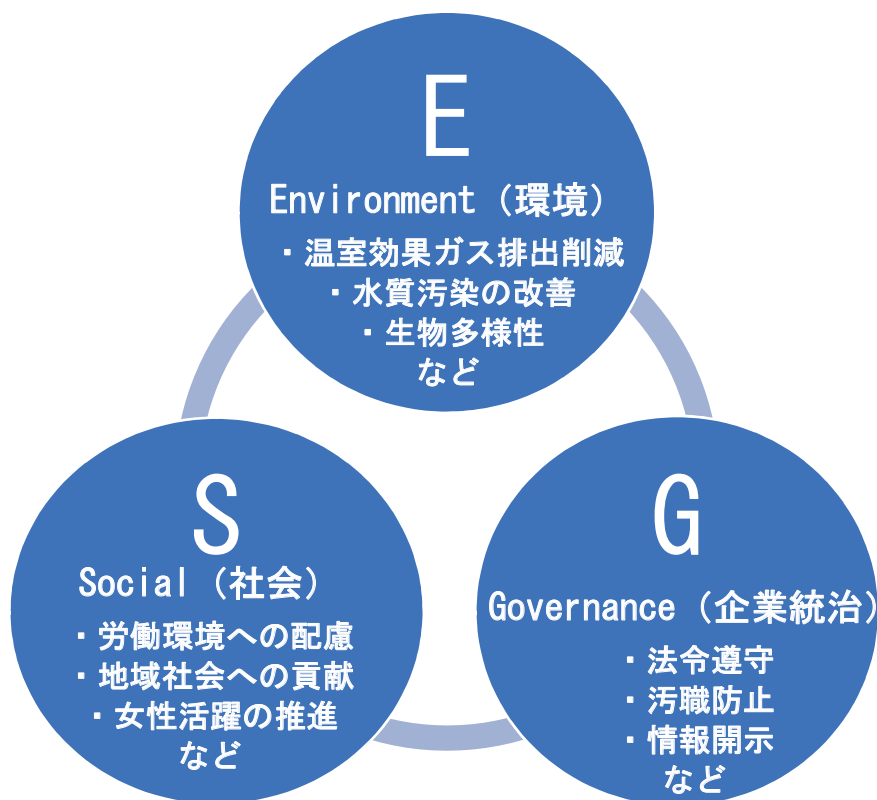 E
Environment（環境）
・温室効果ガス排出削減
・水質汚染の改善
・生物多様性
など
S
Social（社会）
・労働環境への配慮
・地域社会への貢献
・女性活躍の推進
など
G
Governance（企業統治）
・法令遵守
・汚職防止
・情報開示
など